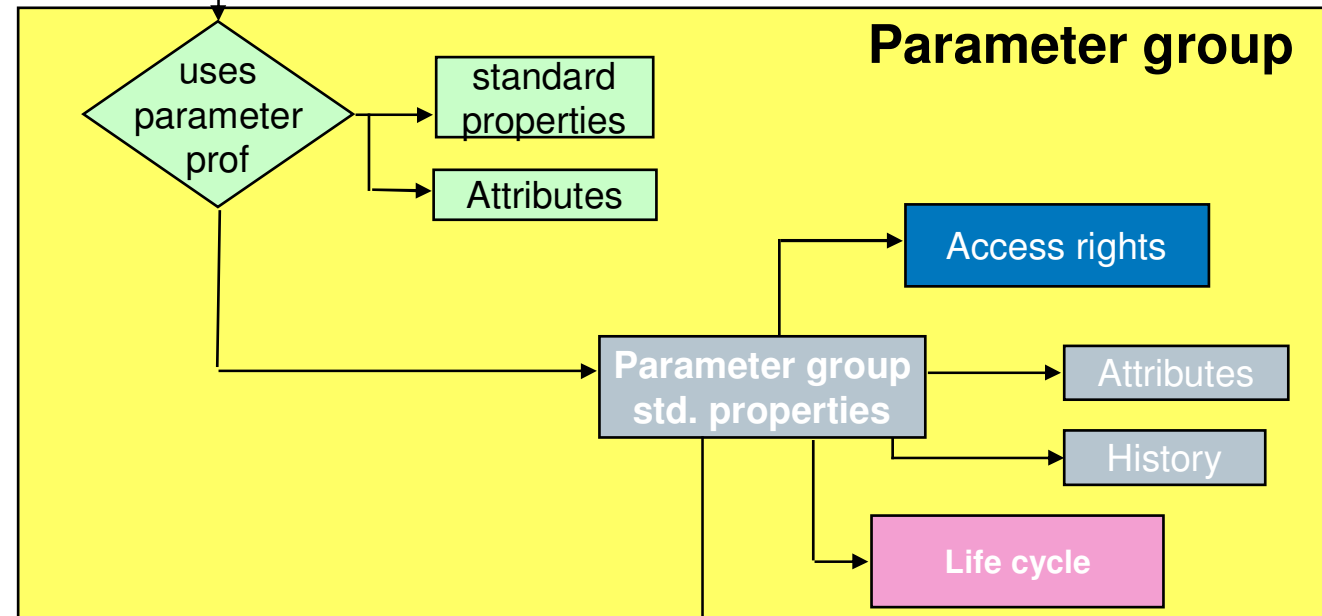 Parameter group
uses
parameter
prof
standard
properties
Attributes
Access rights
Parameter group
std. properties
Attributes
History
Life cycle